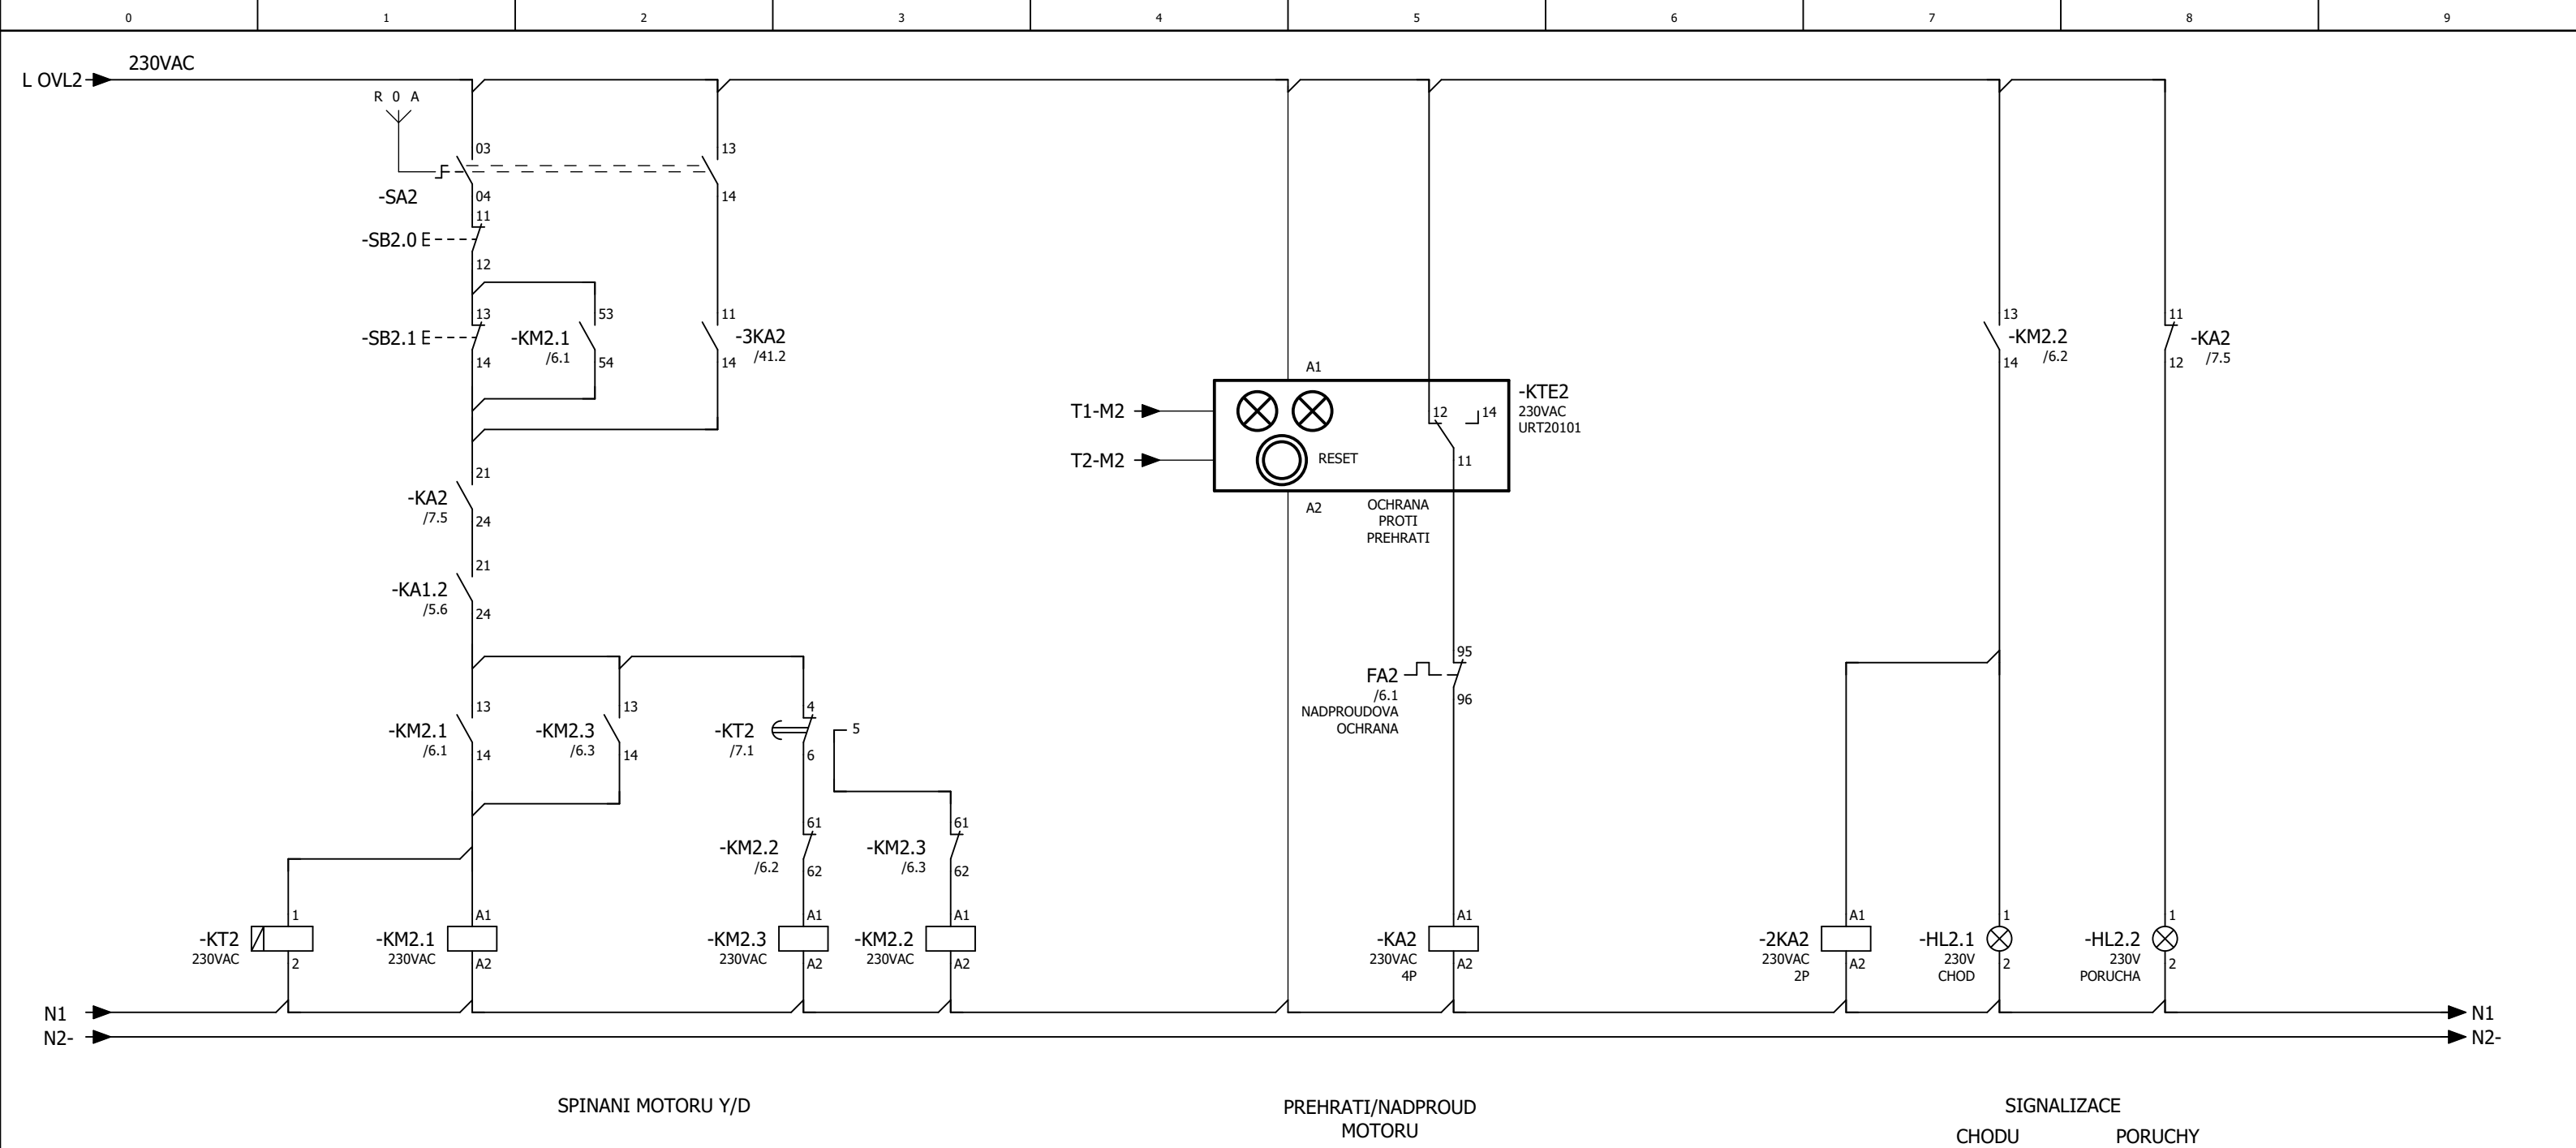 0 1 2 3 4 5 6 7 8 9
230VAC
L OVL2
R 0 A
03
13
-SA2
04
14
11
-SB2.0 E
12
13
53
11
13
11
-SB2.1 E
-KM2.1
-3KA2
-KM2.2
-KA2
/6.1
/41.2
/6.2
/7.5
14
54
14
14
12
A1
T1-M2
12
14
-KTE2
230VAC
URT20101
T2-M2
RESET
11
A2
OCHRANA
PROTI
PREHRATI
21
-KA2
/7.5
24
21
-KA1.2
/5.6
24
95
FA2
/6.1
96
NADPROUDOVA
OCHRANA
13
13
4
-KM2.1
-KM2.3
-KT2
5
/6.1
/6.3
/7.1
14
14
6
61
61
-KM2.2
-KM2.3
/6.2
/6.3
62
62
1
A1
A1
A1
A1
A1
1
1
-KT2
-KM2.1
-KM2.3
-KM2.2
-KA2
-2KA2
-HL2.1
-HL2.2
230VAC
230VAC
230VAC
230VAC
230VAC
230VAC
230V
230V
2
A2
A2
A2
A2
A2
2
2
4P
2P
CHOD
PORUCHA
N1
N1
N2-
N2-
SPINANI MOTORU Y/D
PREHRATI/NADPROUD
MOTORU
SIGNALIZACE
CHODU
PORUCHY